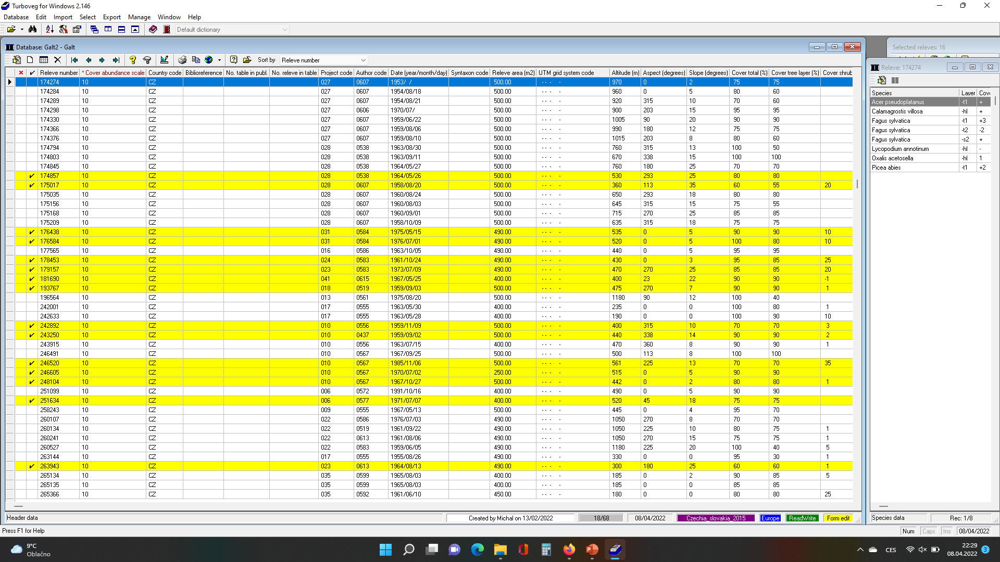 Turboveg for Windows 2.146
Database Edit Import Select Export Manage Window Help
Default dictionary
Database: Galt2 - Galt
Sort by Releve number
Releve number * Cover abundance scale Country code Biblioreference No. table in publ. No. releve in table Project code Author code Date (year/month/day) Syntaxon code Releve area (m2) UTM grid system code Altitude (m) Aspect (degrees) Slope (degrees) Cover total (%) Cover tree layer (%) Cover shrub
174274 10 CZ 027 0607 1953/ / 500.00 - - - - 970 0 2 75 75
174284 10 CZ 027 0607 1954/08/18 500.00 - - - - 960 0 5 80 60
174289 10 CZ 027 0607 1954/08/21 500.00 - - - - 920 315 10 70 60
174298 10 CZ 027 0606 1970/07/ 500.00 - - - - 900 203 15 95 95
174330 10 CZ 027 0607 1959/06/22 500.00 - - - - 1005 90 20 90 90
174366 10 CZ 027 0607 1959/08/06 500.00 - - - - 990 180 12 75 75
174376 10 CZ 027 0607 1959/08/10 500.00 - - - - 1015 203 8 80 60
174794 10 CZ 028 0538 1963/08/30 500.00 - - - - 760 315 13 100 50
174803 10 CZ 028 0538 1963/09/11 500.00 - - - - 670 338 15 100 100
174845 10 CZ 028 0538 1964/05/27 500.00 - - - - 760 180 25 70 70
174857 10 CZ 028 0538 1964/05/26 500.00 - - - - 530 293 25 80 80
175017 10 CZ 028 0607 1958/08/20 500.00 - - - - 360 113 35 60 55 20
175035 10 CZ 028 0607 1960/08/24 500.00 - - - - 650 293 18 80 80
175156 10 CZ 028 0607 1960/08/03 500.00 - - - - 645 315 15 75 55
175168 10 CZ 028 0607 1960/09/01 500.00 - - - - 715 270 25 85 85
175209 10 CZ 028 0607 1958/10/09 500.00 - - - - 635 315 18 75 75
176438 10 CZ 031 0584 1975/05/15 490.00 - - - - 535 0 5 90 90 10
176584 10 CZ 031 0584 1976/07/01 490.00 - - - - 520 0 5 100 80 10
177565 10 CZ 016 0586 1963/10/05 490.00 - - - - 440 0 5 95 95
178453 10 CZ 024 0583 1961/10/24 490.00 - - - - 430 0 3 95 85 25
179157 10 CZ 023 0583 1973/07/09 490.00 - - - - 470 270 25 85 85 20
181690 10 CZ 041 0615 1967/05/25 400.00 - - - - 400 23 22 90 90 -1
193767 10 CZ 018 0519 1959/09/03 500.00 - - - - 475 270 7 90 90 1
196564 10 CZ 013 0561 1975/08/20 500.00 - - - - 1180 90 12 100 40
242001 10 CZ 017 0555 1963/05/30 400.00 - - - - 235 0 0 100 80 1
242633 10 CZ 017 0555 1963/05/28 400.00 - - - - 190 0 0 100 90 10
242892 10 CZ 010 0556 1959/11/09 500.00 - - - - 400 315 10 70 70 3
243250 10 CZ 010 0437 1959/09/02 500.00 - - - - 440 338 14 90 90 2
243915 10 CZ 010 0556 1963/07/15 400.00 - - - - 470 360 8 90 90 1
246491 10 CZ 010 0567 1967/09/25 500.00 - - - - 500 113 8 100 100
246520 10 CZ 010 0567 1985/11/06 500.00 - - - - 561 225 13 70 70 35
246605 10 CZ 010 0567 1970/07/02 250.00 - - - - 515 0 5 90 90
248104 10 CZ 010 0567 1967/10/27 500.00 - - - - 442 0 2 80 80 1
251099 10 CZ 006 0572 1991/10/16 400.00 - - - - 490 0 5 90 90
251634 10 CZ 006 0577 1971/07/07 400.00 - - - - 520 45 18 75 75
258243 10 CZ 009 0555 1967/05/13 500.00 - - - - 445 0 4 95 70
260107 10 CZ 022 0586 1976/07/03 490.00 - - - - 1050 270 8 70 70
260134 10 CZ 022 0519 1961/09/22 490.00 - - - - 1050 225 10 80 75 1
260241 10 CZ 022 0613 1961/08/06 490.00 - - - - 1050 270 15 75 75 1
260527 10 CZ 022 0583 1959/06/05 490.00 - - - - 1180 225 20 100 40 5
263144 10 CZ 017 0555 1955/08/26 490.00 - - - - 330 0 0 95 30 1
263943 10 CZ 023 0613 1964/08/13 490.00 - - - - 300 180 25 60 60 1
265134 10 CZ 035 0599 1965/08/03 400.00 - - - - 185 0 2 90 85 5
265135 10 CZ 035 0599 1965/08/03 400.00 - - - - 185 0 0 85 85
265366 10 CZ 035 0592 1961/06/10 450.00 - - - - 180 0 0 80 80 25
Header data Created by Michal on 13/02/2022 18/68 08/04/2022 Czechia_slovakia_2015 Europe ReadWrite Form edit
Selected releves: 16
Releve: 174274
Species Layer Cov
Acer pseudoplatanus -t1 +
Calamagrostis villosa -hl +
Fagus sylvatica -t1 +3
Fagus sylvatica -t2 -2
Fagus sylvatica -s2 +
Lycopodium annotinum -hl -
Oxalis acetosella -hl 1
Picea abies -t1 +2
Species data Rec: 1/8
Press F1 for Help Num Caps Ins 08/04/2022
9°C
Oblačno
CES
22:29
08.04.2022
3